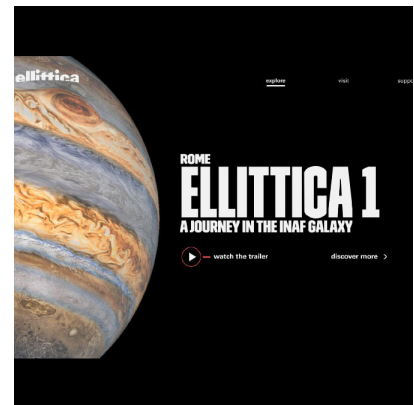 ellittica
explore visit
ROME
ELLITTICA 1
A JOURNEY IN THE INAF GALAXY
watch the trailer discover more